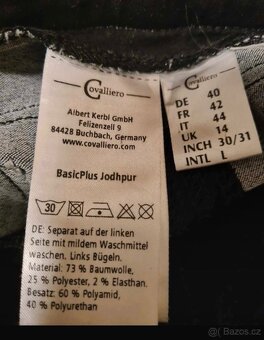 Covalliero
Albert Kerbl GmbH
Felizenzell 9
84428 Buchbach, Germany
www.covalliero.com
BasicPlus Jodhpur
30
DE: Separat auf der linken
Seite mit mildem Waschmittel
waschen. Links Bügeln.
Material: 73 % Baumwolle,
25 % Polyester, 2 % Elasthan.
Besatz: 60 % Polyamid,
40 % Polyurethan
Covalliero
DE 40
FR 42
IT 44
UK 14
INCH 30/31
INTL L
sbazos.cz